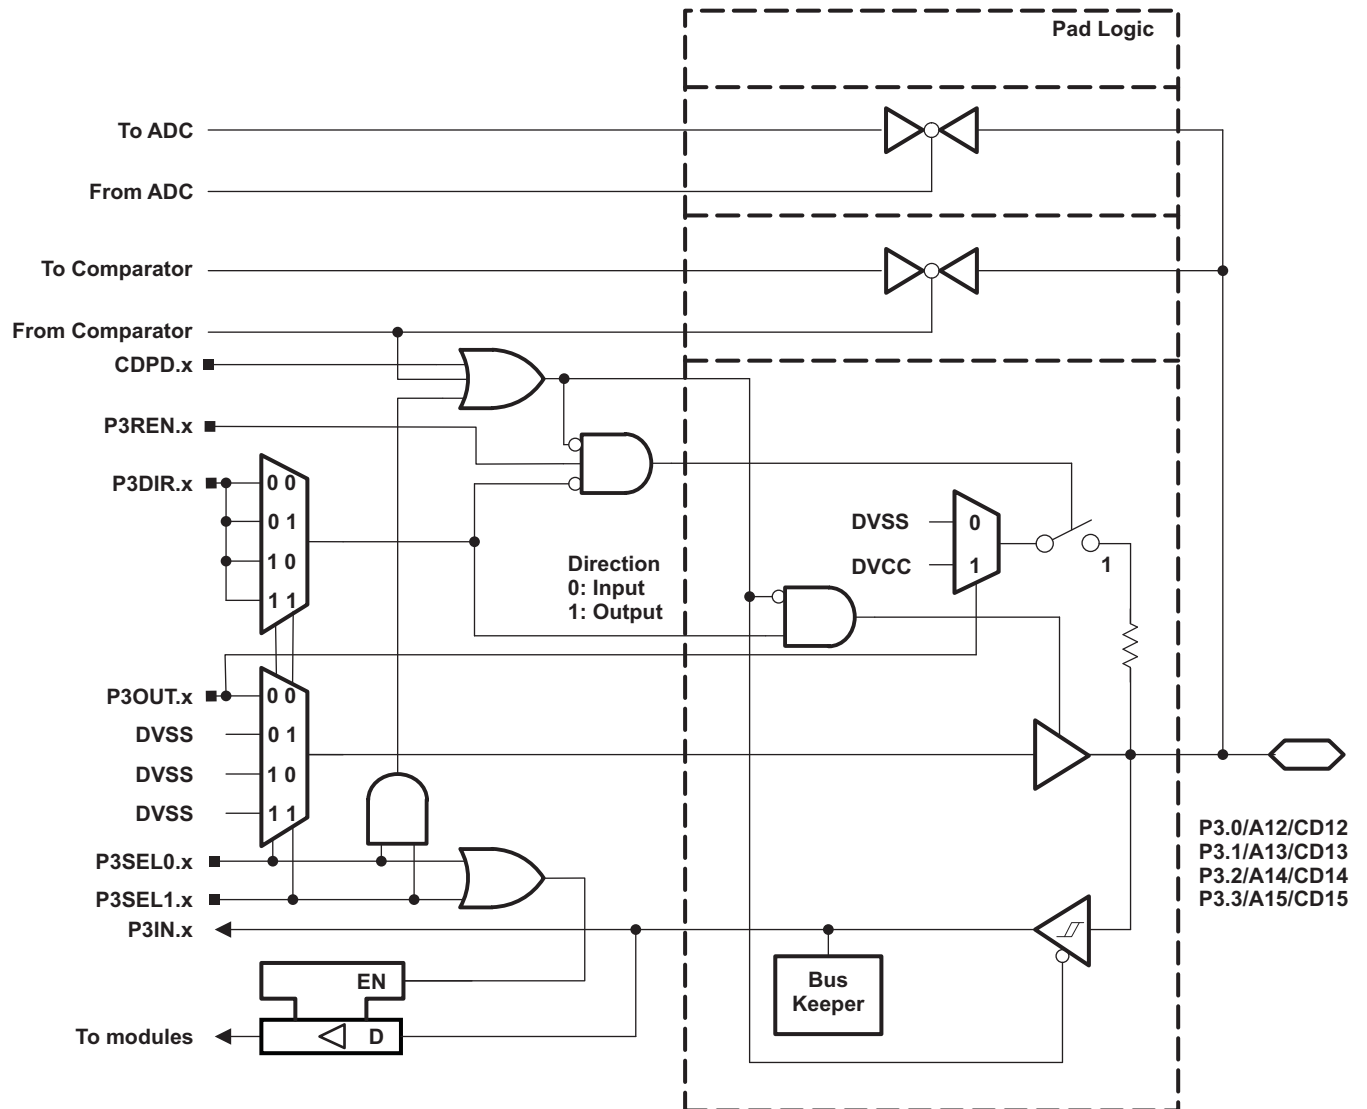 Pad Logic
To ADC
From ADC
To Comparator
From Comparator
CDPD.x
P3REN.x
P3DIR.x
0 0
0 1
1 0
1 1
Direction
0: Input
1: Output
DVSS
DVCC
0
1
1
P3OUT.x
DVSS
DVSS
DVSS
0 0
0 1
1 0
1 1
P3SEL0.x
P3SEL1.x
P3IN.x
EN
D
To modules
Bus
Keeper
P3.0/A12/CD12
P3.1/A13/CD13
P3.2/A14/CD14
P3.3/A15/CD15